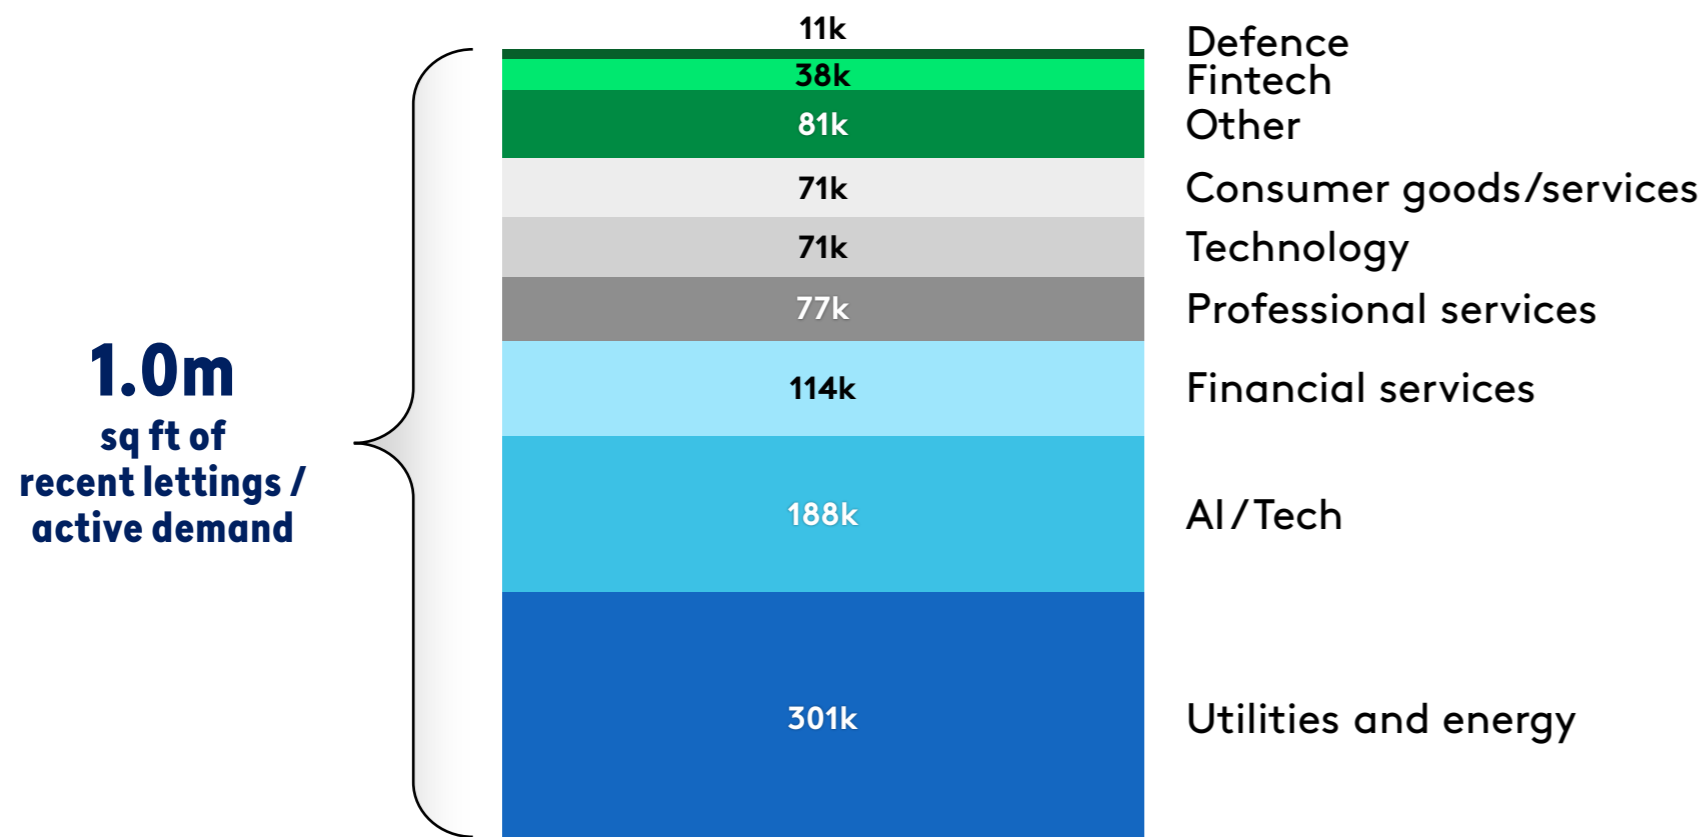 11k
Defence
38k
Fintech
81k
Other
71k
Consumer goods/services
71k
Technology
77k
Professional services
1.0m
sq ft of
recent lettings /
active demand
114k
Financial services
188k
AI/Tech
301k
Utilities and energy